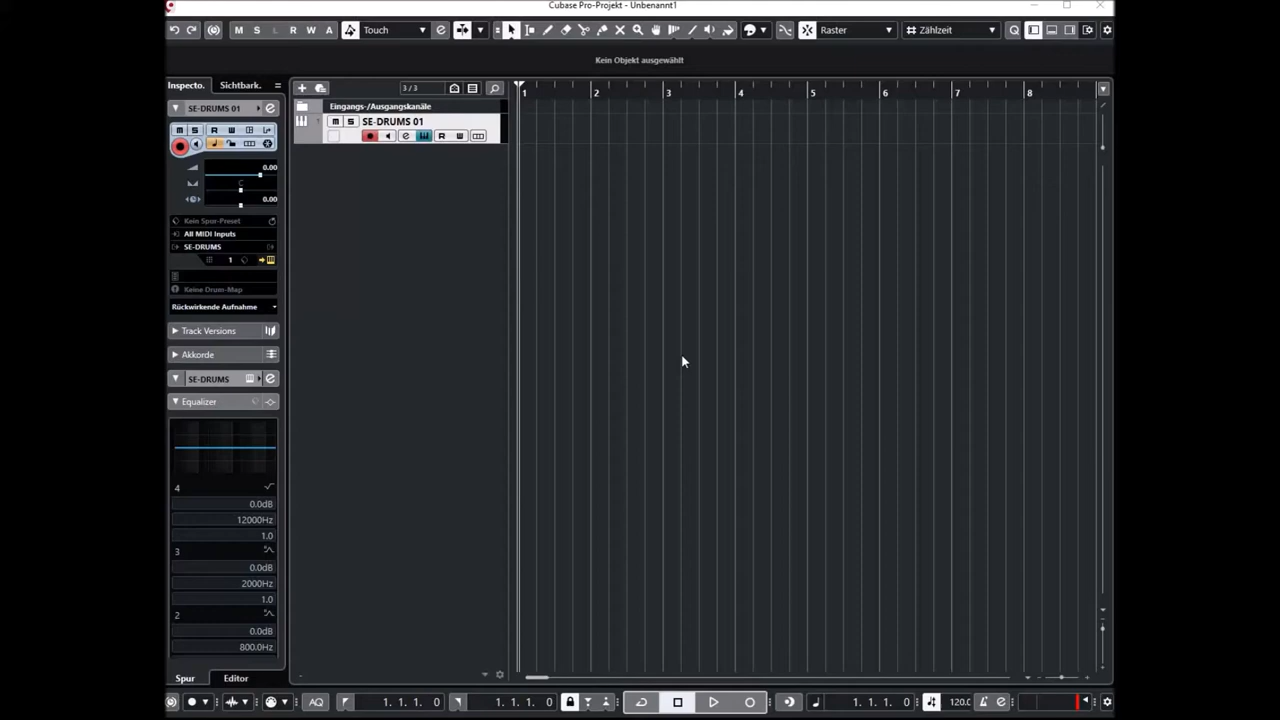 Cubase Pro-Projekt - Unbenannt1
M S L R W A Touch Raster Zählzeit
Kein Objekt ausgewählt
Inspecto. Sichtbark. 3 / 3 1 2 3 4 5 6 7 8
SE-DRUMS 01 Eingangs-/Ausgangskanäle
M S R W 1 M S SE-DRUMS 01
R W
0.00
C
0.00
Kein Spur-Preset
All MIDI Inputs
SE-DRUMS
1
Keine Drum-Map
Rückwirkende Aufnahme
Track Versions
Akkorde
SE-DRUMS
Equalizer
4
0.0dB
12000Hz
1.0
3
0.0dB
2000Hz
1.0
2
0.0dB
800.0Hz
Spur Editor
AQ 1. 1. 1. 0 1. 1. 1. 0 1. 1. 1. 0 120.0